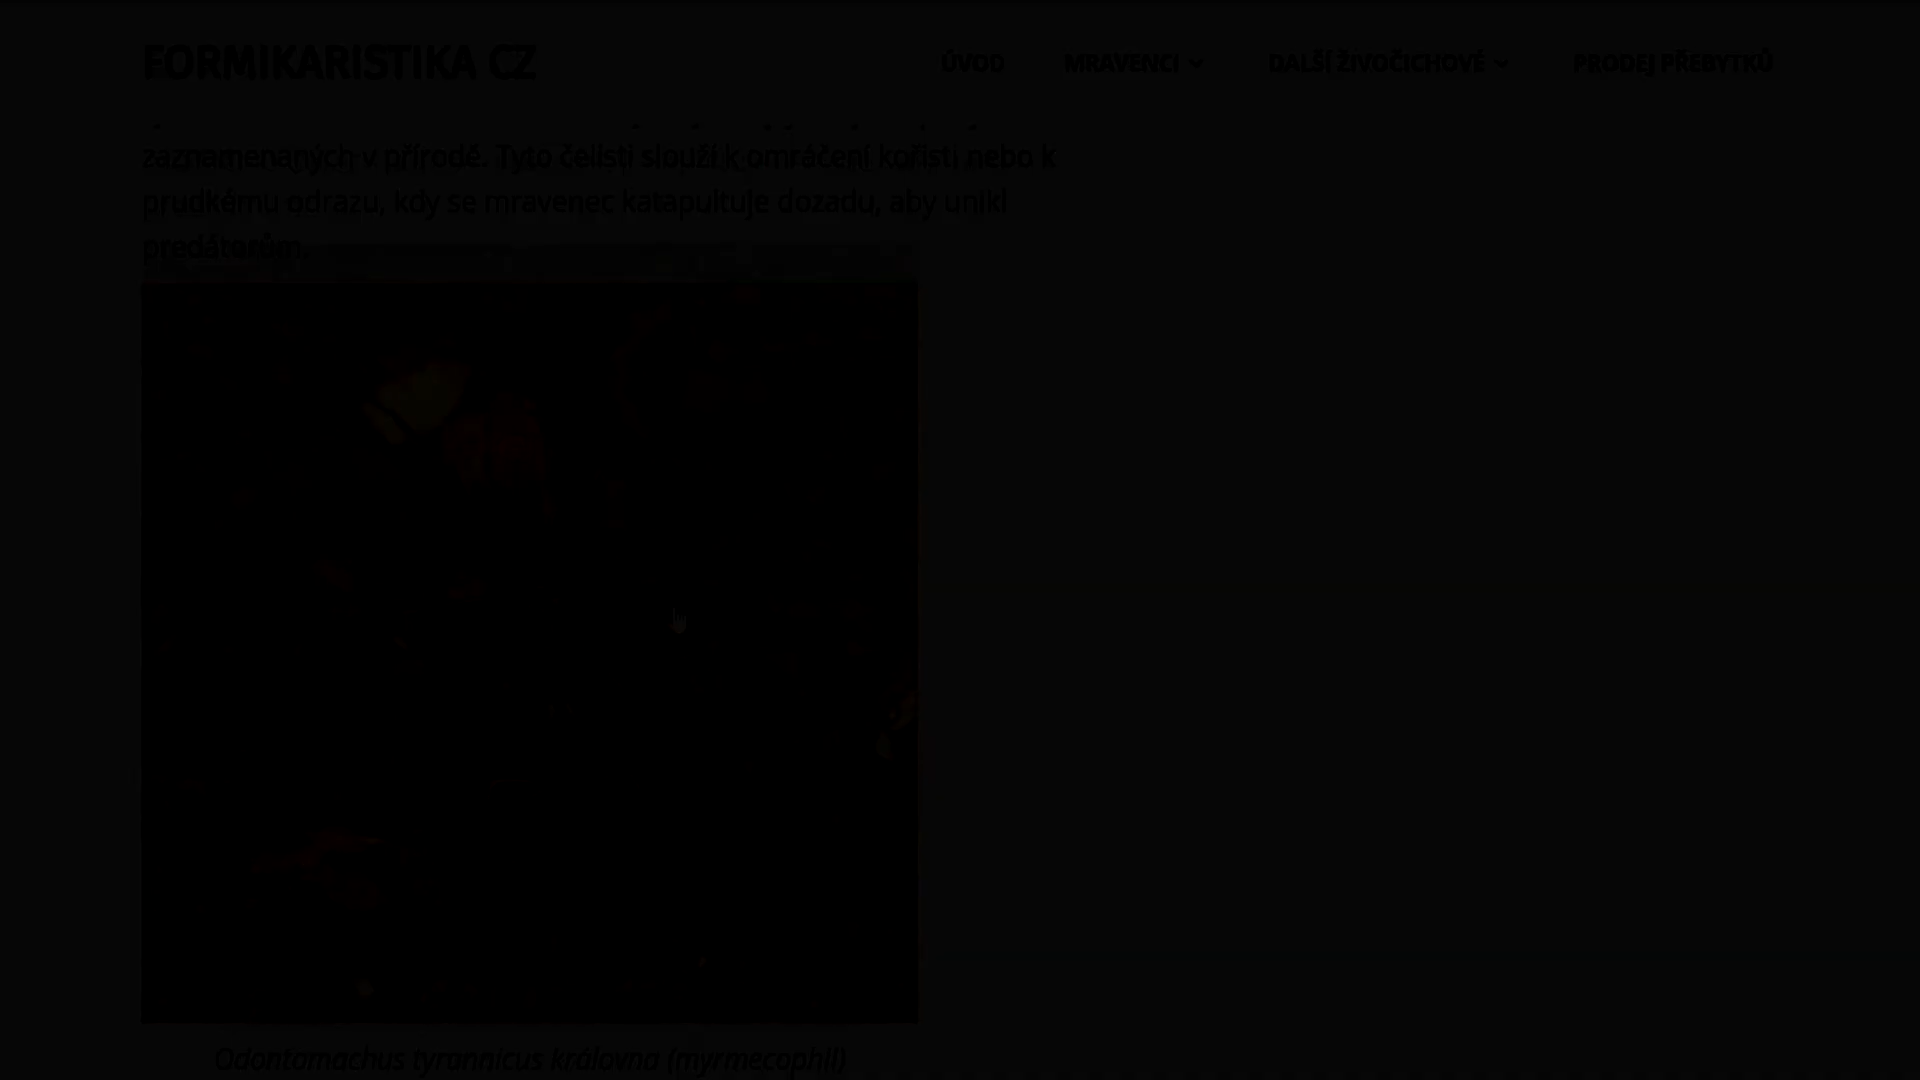 FORMIKARISTIKA CZ
ÚVOD
MRAVENCI
DALŠÍ ŽIVOČICHOVÉ
PRODEJ PŘEBYTKŮ
zaznamenaných v přírodě. Tyto čelisti slouží k omráčení kořisti nebo k
prudkému odrazu, kdy se mravenec katapultuje dozadu, aby unikl
predátorům.
Odontomachus tyrannicus královna (myrmecophil)